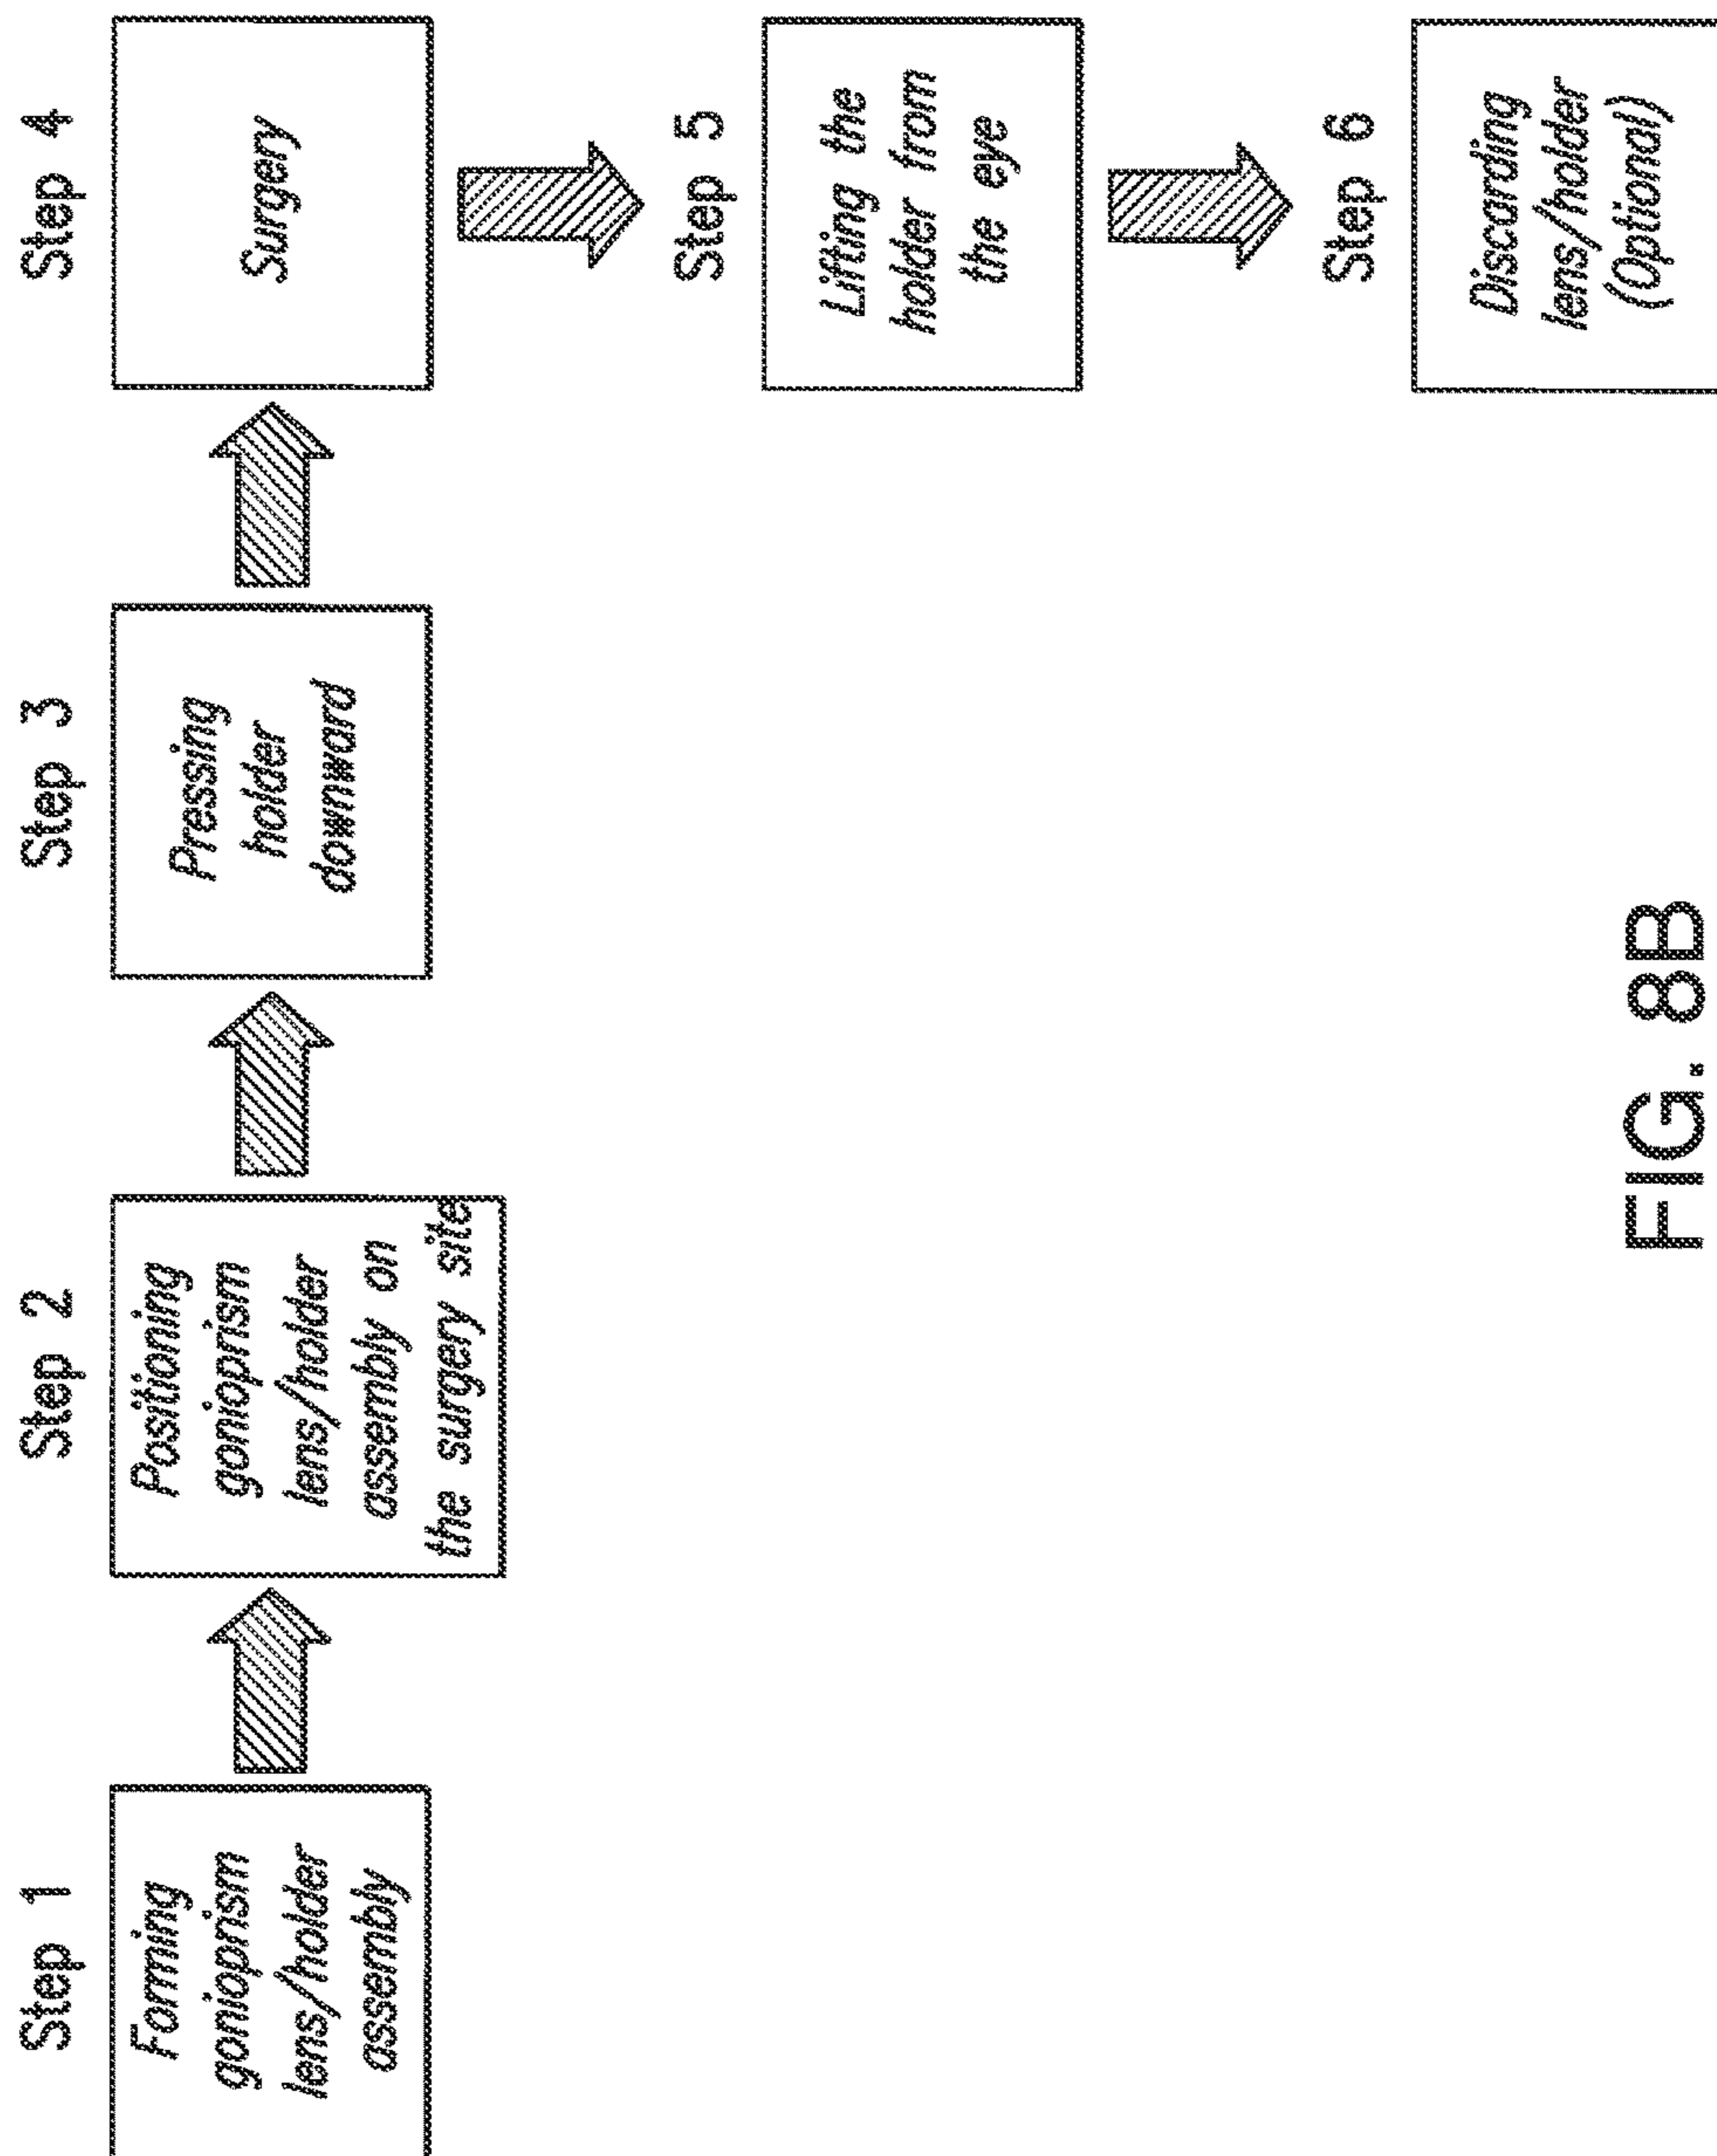 Step 1
Forming
gonioprism
lens/holder
assembly
Step 2
Positioning
gonioprism
lens/holder
assembly on
the surgery site
Step 3
Pressing
holder
downward
Step 4
Surgery
Step 5
Lifting the
holder from
the eye
Step 6
Discarding
lens/holder
(Optional)
FIG. 8B